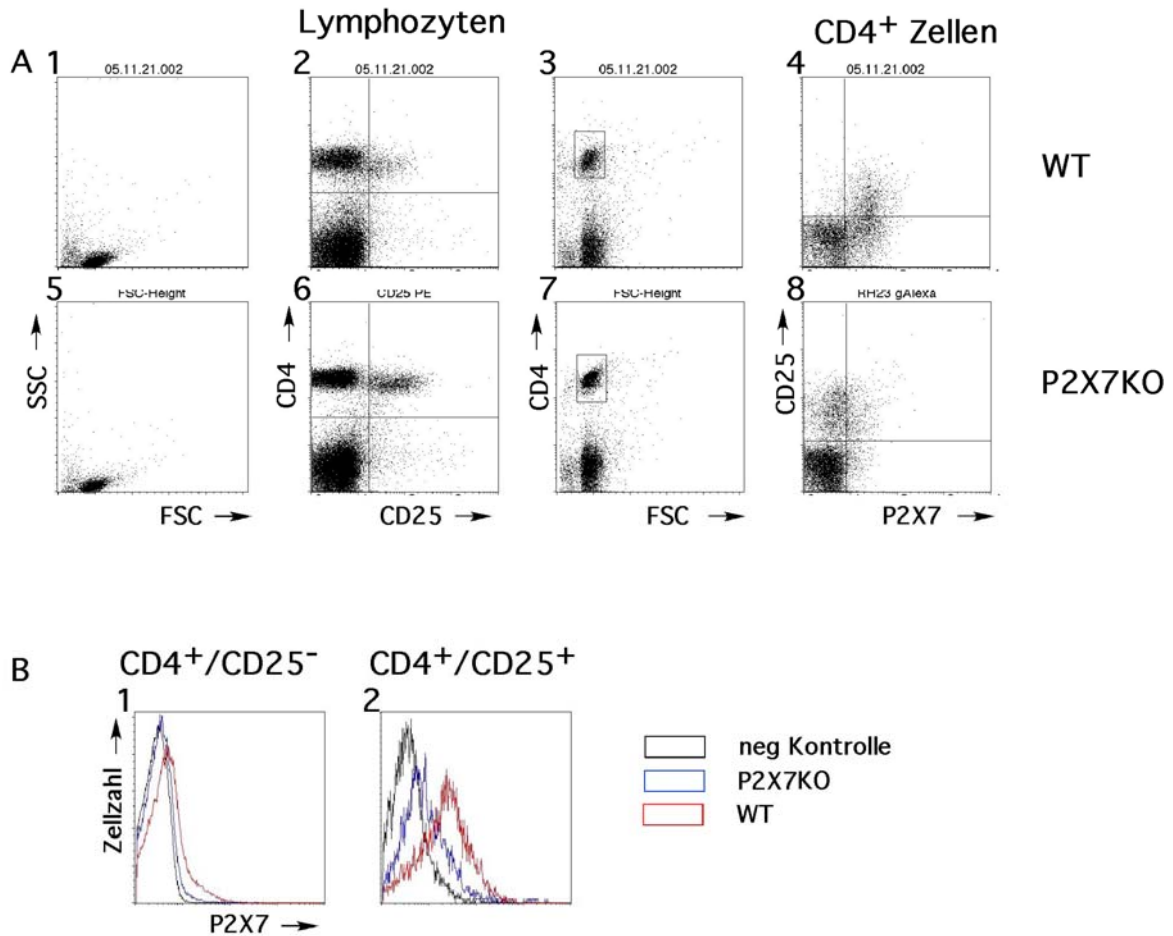 Lymphozyten
CD4+ Zellen
A
1
05.11.21.002
2
05.11.21.002
3
05.11.21.002
4
05.11.21.002
WT
5
FSC-Height
6
CD25 PE
7
FSC-Height
8
RH23 gAlexa
SSC
CD4
CD4
CD25
P2X7KO
FSC
CD25
FSC
P2X7
B
CD4+/CD25-
CD4+/CD25+
1
2
Zellzahl
neg Kontrolle
P2X7KO
WT
P2X7